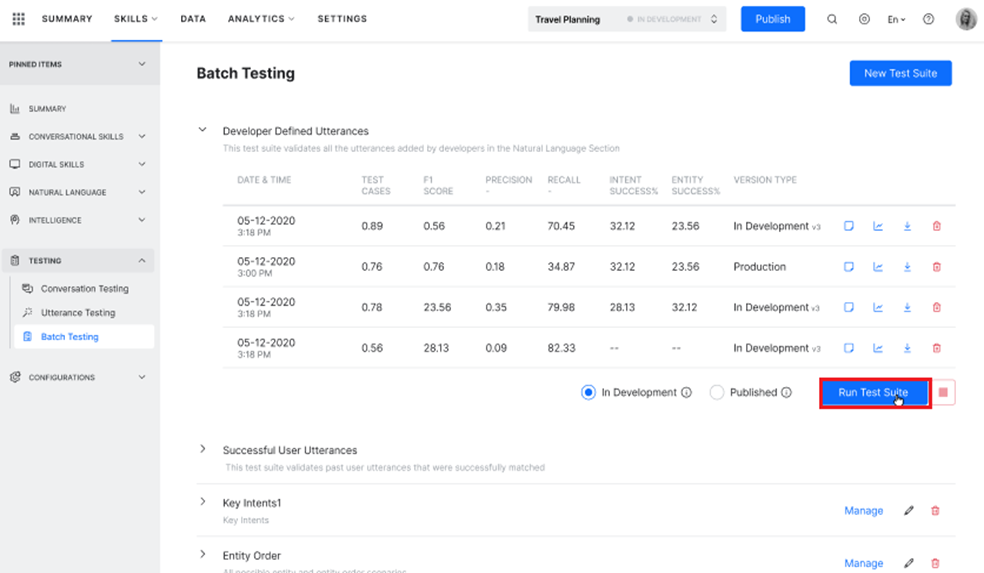 SUMMARY SKILLS DATA ANALYTICS SETTINGS Travel Planning IN DEVELOPMENT Publish En
PINNED ITEMS
SUMMARY
CONVERSATIONAL SKILLS
DIGITAL SKILLS
NATURAL LANGUAGE
INTELLIGENCE
TESTING
Conversation Testing
Utterance Testing
Batch Testing
CONFIGURATIONS
Batch Testing New Test Suite
Developer Defined Utterances
This test suite validates all the utterances added by developers in the Natural Language Section
DATE & TIME TEST F1 PRECISION RECALL INTENT ENTITY VERSION TYPE
CASES SCORE - - SUCCESS% SUCCESS%
05-12-2020 0.89 0.56 0.21 70.45 32.12 23.56 In Development v3
3:18 PM
05-12-2020 0.76 0.76 0.18 34.87 32.12 23.56 Production
3:00 PM
05-12-2020 0.78 23.56 0.35 79.98 28.13 32.12 In Development v3
3:18 PM
05-12-2020 0.56 28.13 0.09 82.33 -- -- In Development v3
3:18 PM
In Development Published Run Test Suite
Successful User Utterances
This test suite validates past user utterances that were successfully matched
Key Intents1 Manage
Key Intents
Entity Order Manage
All possible entity and entity order scenarios